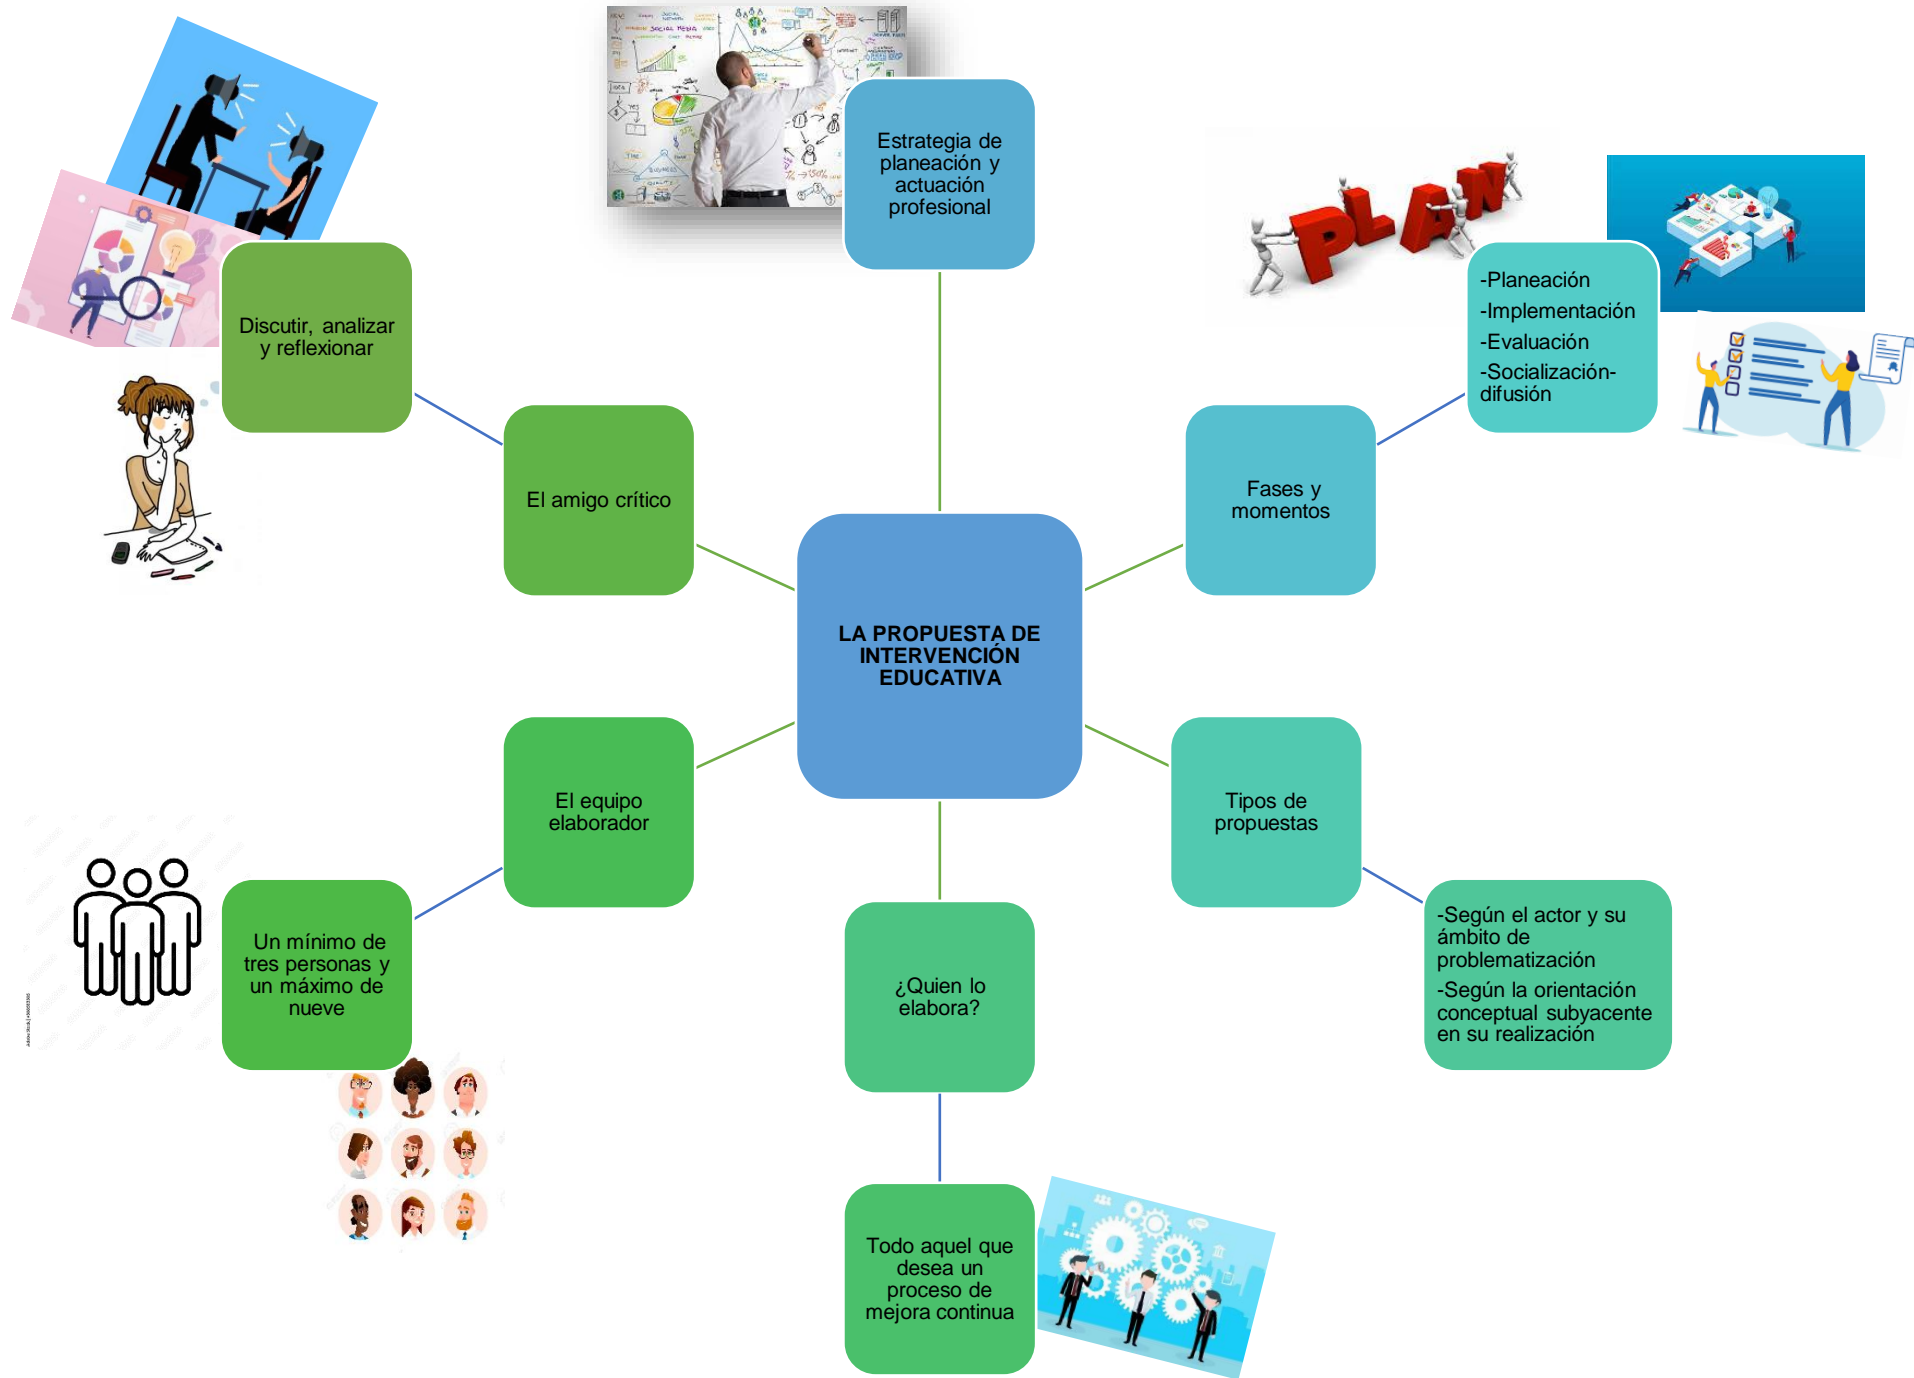 SOCIAL MEDIA
Estrategia de
planeación y
actuación
profesional
PLAN
-Planeación
-Implementación
-Evaluación
-Socialización-
difusión
Discutir, analizar
y reflexionar
El amigo crítico
Fases y
momentos
LA PROPUESTA DE
INTERVENCIÓN
EDUCATIVA
El equipo
elaborador
Tipos de
propuestas
Un mínimo de
tres personas y
un máximo de
nueve
¿Quien lo
elabora?
-Según el actor y su
ámbito de
problematización
-Según la orientación
conceptual subyacente
en su realización
Todo aquel que
desea un
proceso de
mejora continua